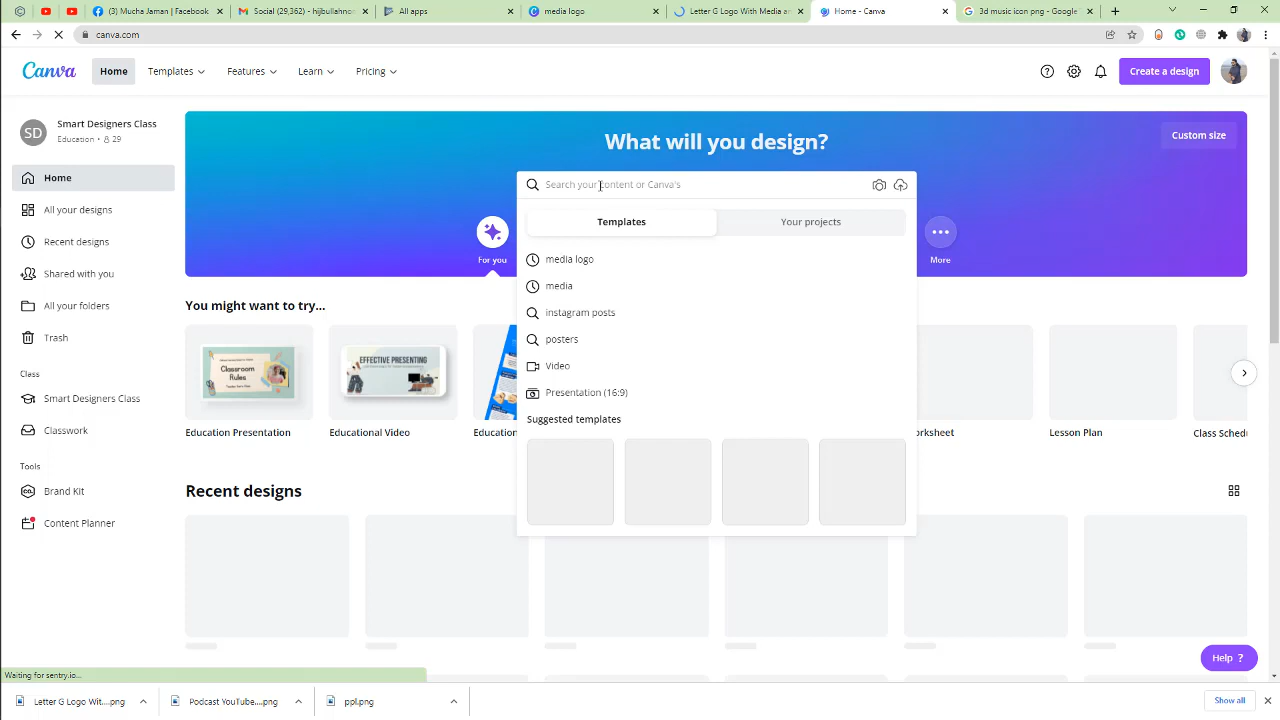 (3) Mucha Jaman | Facebook
Social (29,362) - hijbullahnor
All apps
media logo
Letter G Logo With Media an
Home - Canva
3d music icon png - Google
canva.com
Canva
Home
Templates
Features
Learn
Pricing
Create a design
SD
Smart Designers Class
Education • 29
Home
All your designs
Recent designs
Shared with you
All your folders
Trash
Class
Smart Designers Class
Classwork
Tools
Brand Kit
Content Planner
What will you design?
Custom size
Search your content or Canva's
Templates
Your projects
For you
More
media logo
media
instagram posts
posters
Video
Presentation (16:9)
Suggested templates
You might want to try...
Classroom
Rules
EFFECTIVE PRESENTING
Education Presentation
Educational Video
Education
orksheet
Lesson Plan
Class Schedu
Recent designs
Help ?
Waiting for sentry.io...
Letter G Logo Wit....png
Podcast YouTube....png
ppl.png
Show all